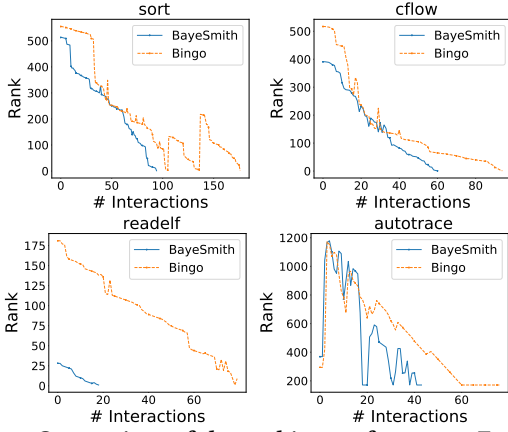 sort
BayeSmith
Bingo
Rank
500
400
300
200
100
0
0 50 100 150
# Interactions
cflow
BayeSmith
Bingo
Rank
500
400
300
200
100
0
0 20 40 60 80
# Interactions
readelf
BayeSmith
Bingo
Rank
175
150
125
100
75
50
25
0
0 20 40 60
# Interactions
autotrace
BayeSmith
Bingo
Rank
1200
1000
800
600
400
200
0 20 40 60
# Interactions